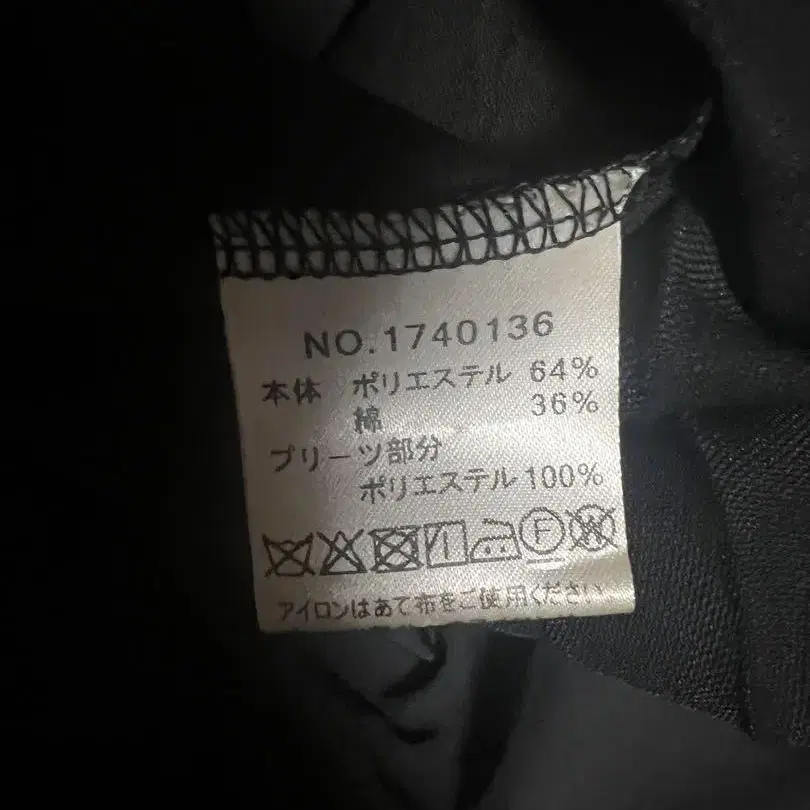 NO.1740136
本体 ポリエステル 64%
綿 36%
プリーツ部分
ポリエステル 100%
F W
アイロンはあて布をご使用ください。